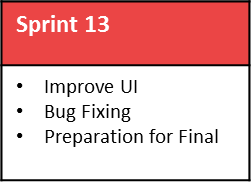 Sprint 13
• Improve UI
• Bug Fixing
• Preparation for Final